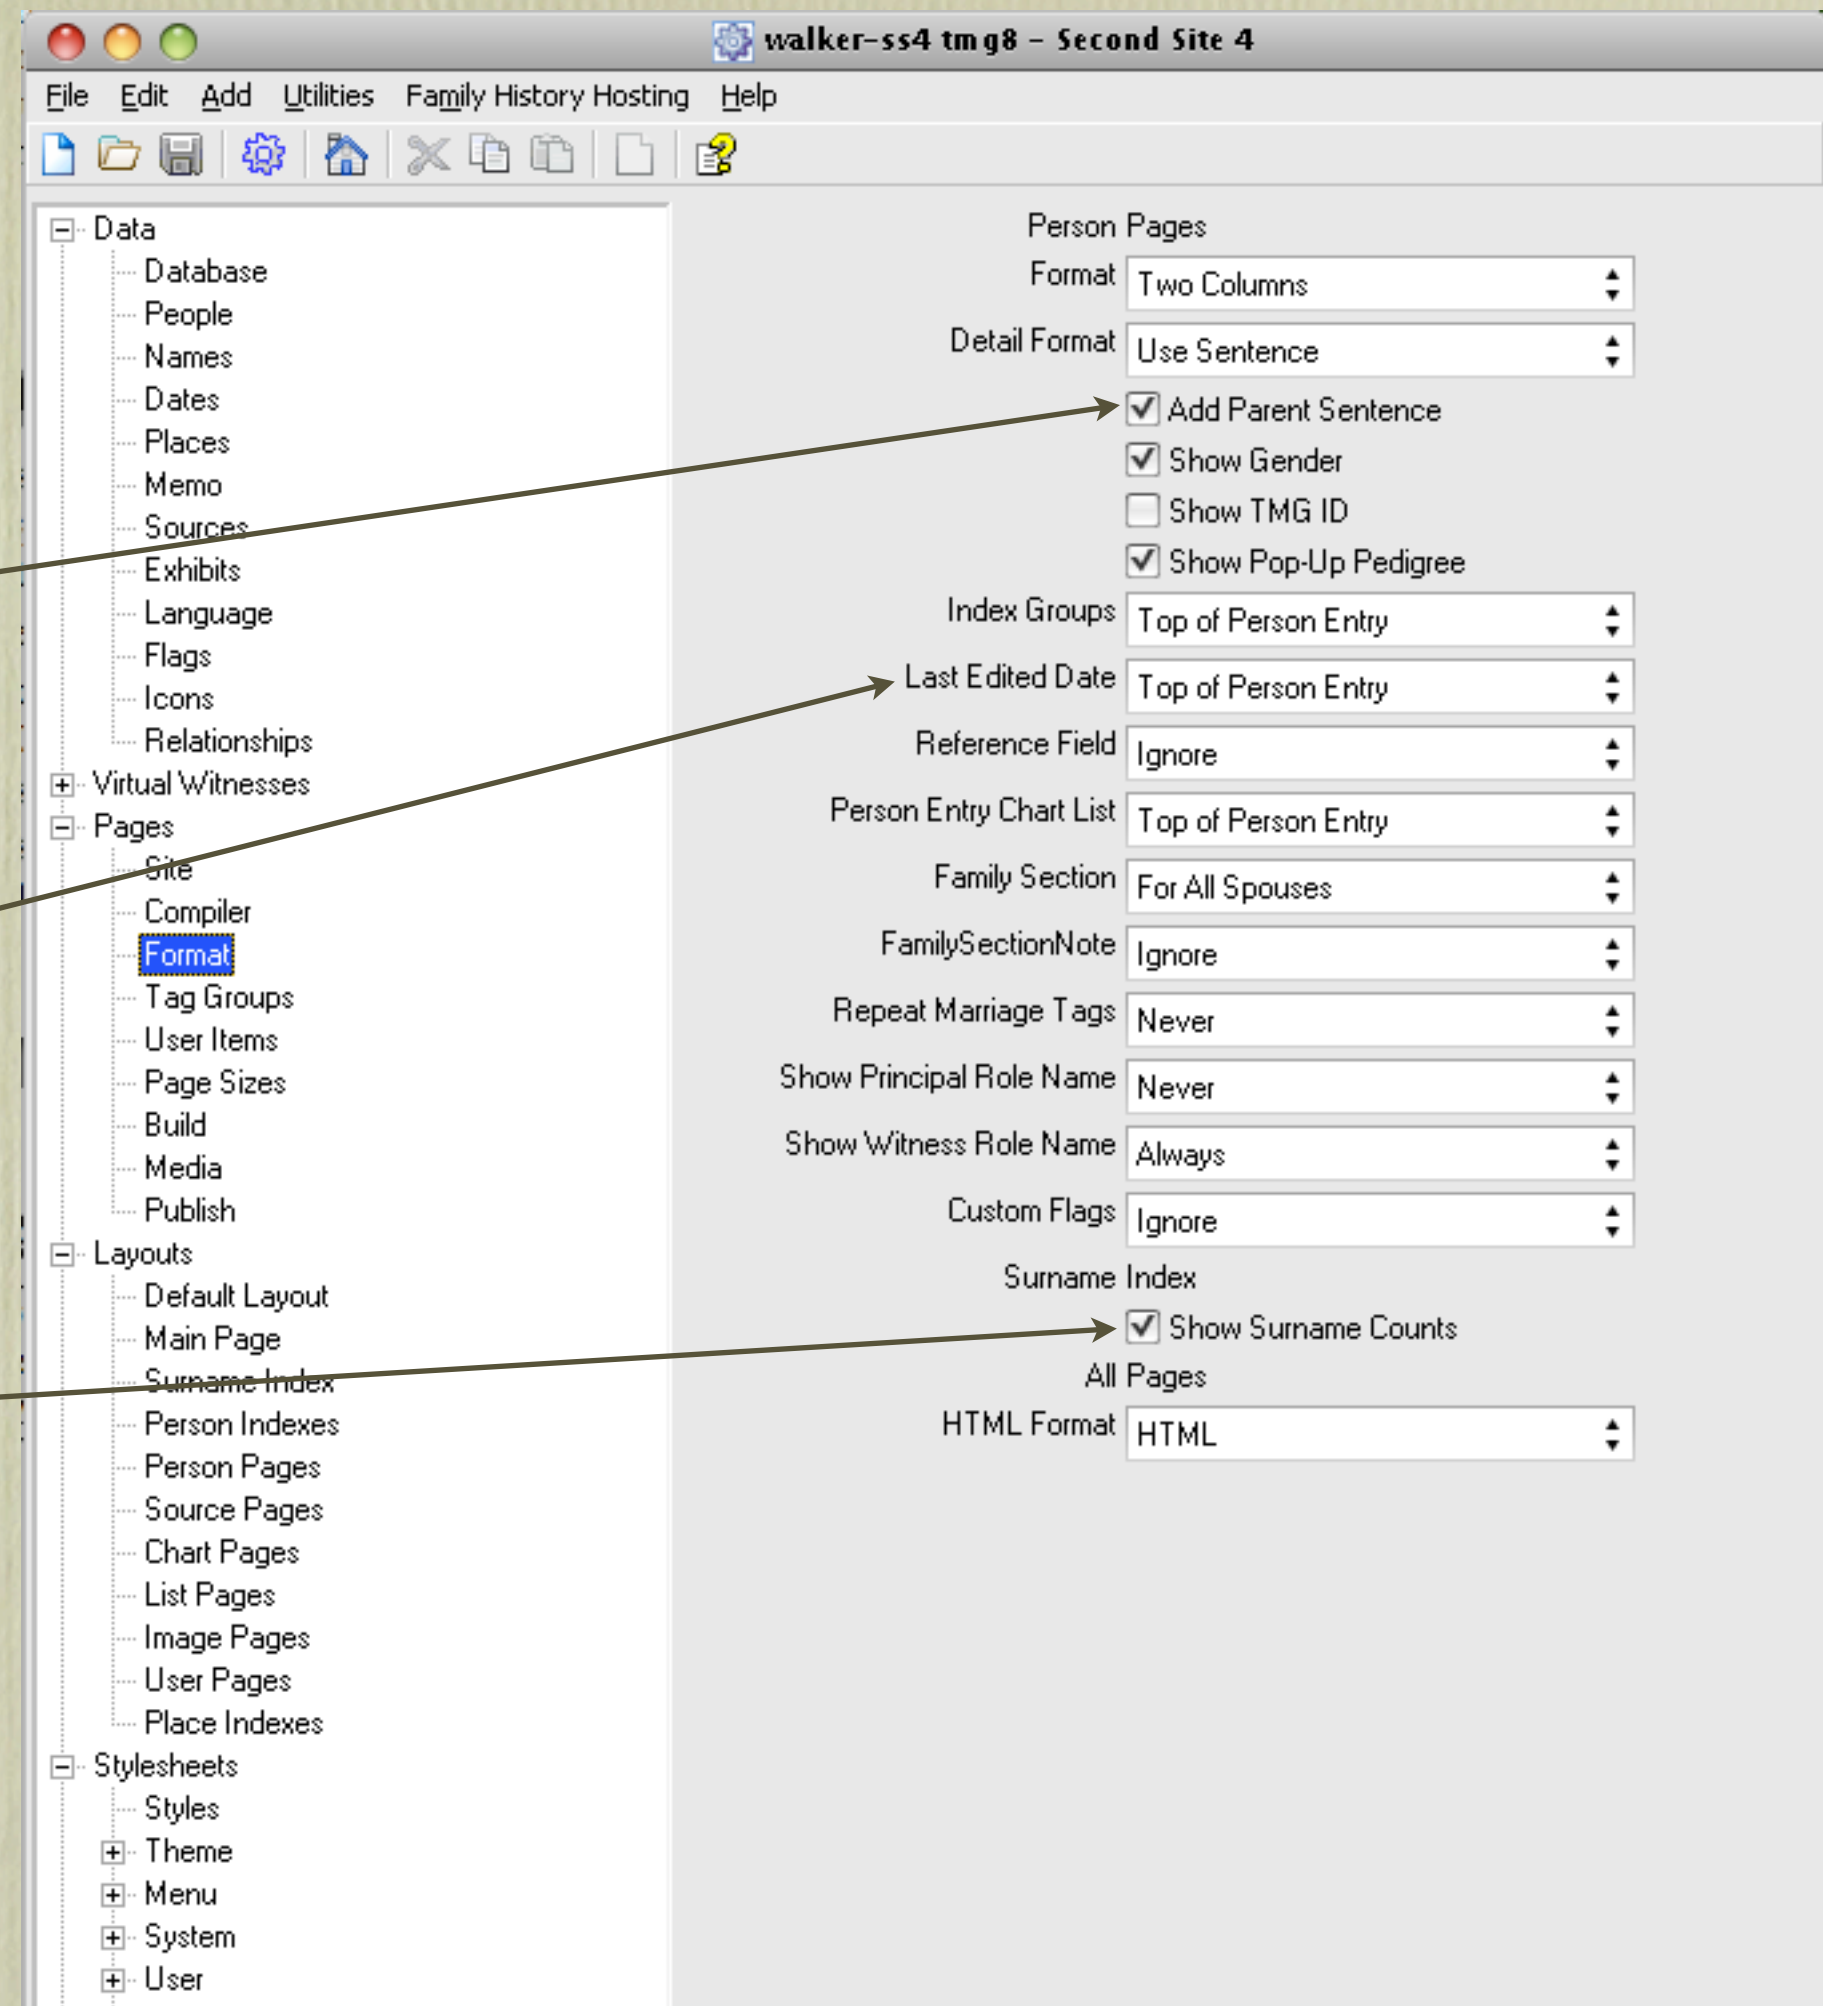 walker-ss4 tmg8 – Second Site 4
File Edit Add Utilities Family History Hosting Help
Data
Database
People
Names
Dates
Places
Memo
Sources
Exhibits
Language
Flags
Icons
Relationships
Virtual Witnesses
Pages
Site
Compiler
Format
Tag Groups
User Items
Page Sizes
Build
Media
Publish
Layouts
Default Layout
Main Page
Surname Index
Person Indexes
Person Pages
Source Pages
Chart Pages
List Pages
Image Pages
User Pages
Place Indexes
Stylesheets
Styles
Theme
Menu
System
User
Person Pages
Format Two Columns
Detail Format Use Sentence
Add Parent Sentence
Show Gender
Show TMG ID
Show Pop-Up Pedigree
Index Groups Top of Person Entry
Last Edited Date Top of Person Entry
Reference Field Ignore
Person Entry Chart List Top of Person Entry
Family Section For All Spouses
FamilySectionNote Ignore
Repeat Marriage Tags Never
Show Principal Role Name Never
Show Witness Role Name Always
Custom Flags Ignore
Surname Index
Show Surname Counts
All Pages
HTML Format HTML